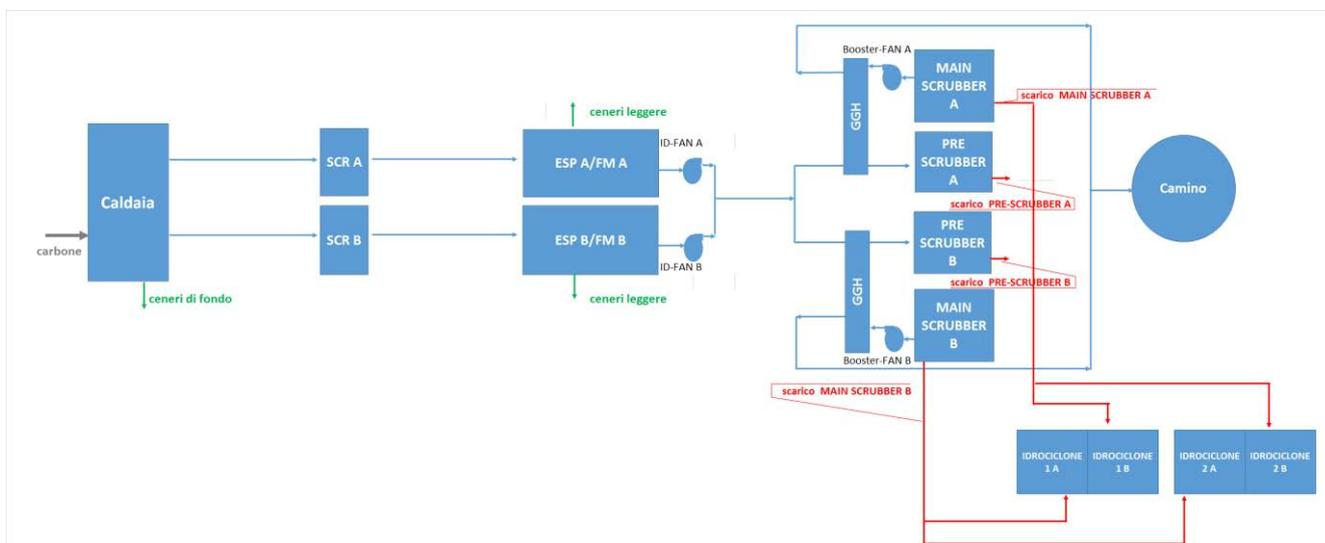 Caldaia
carbone
ceneri di fondo
SCR A
SCR B
ceneri leggere
ESP A/FM A
ESP B/FM B
ceneri leggere
ID-FAN A
ID-FAN B
Booster-FAN A
GGH
MAIN
SCRUBBER
A
scarico MAIN SCRUBBER A
PRE
SCRUBBER
A
scarico PRE-SCRUBBER A
PRE
SCRUBBER
B
scarico PRE-SCRUBBER B
GGH
MAIN
SCRUBBER
B
Booster-FAN B
scarico MAIN SCRUBBER B
Camino
IDROCICLONE
1 A
IDROCICLONE
1 B
IDROCICLONE
2 A
IDROCICLONE
2 B